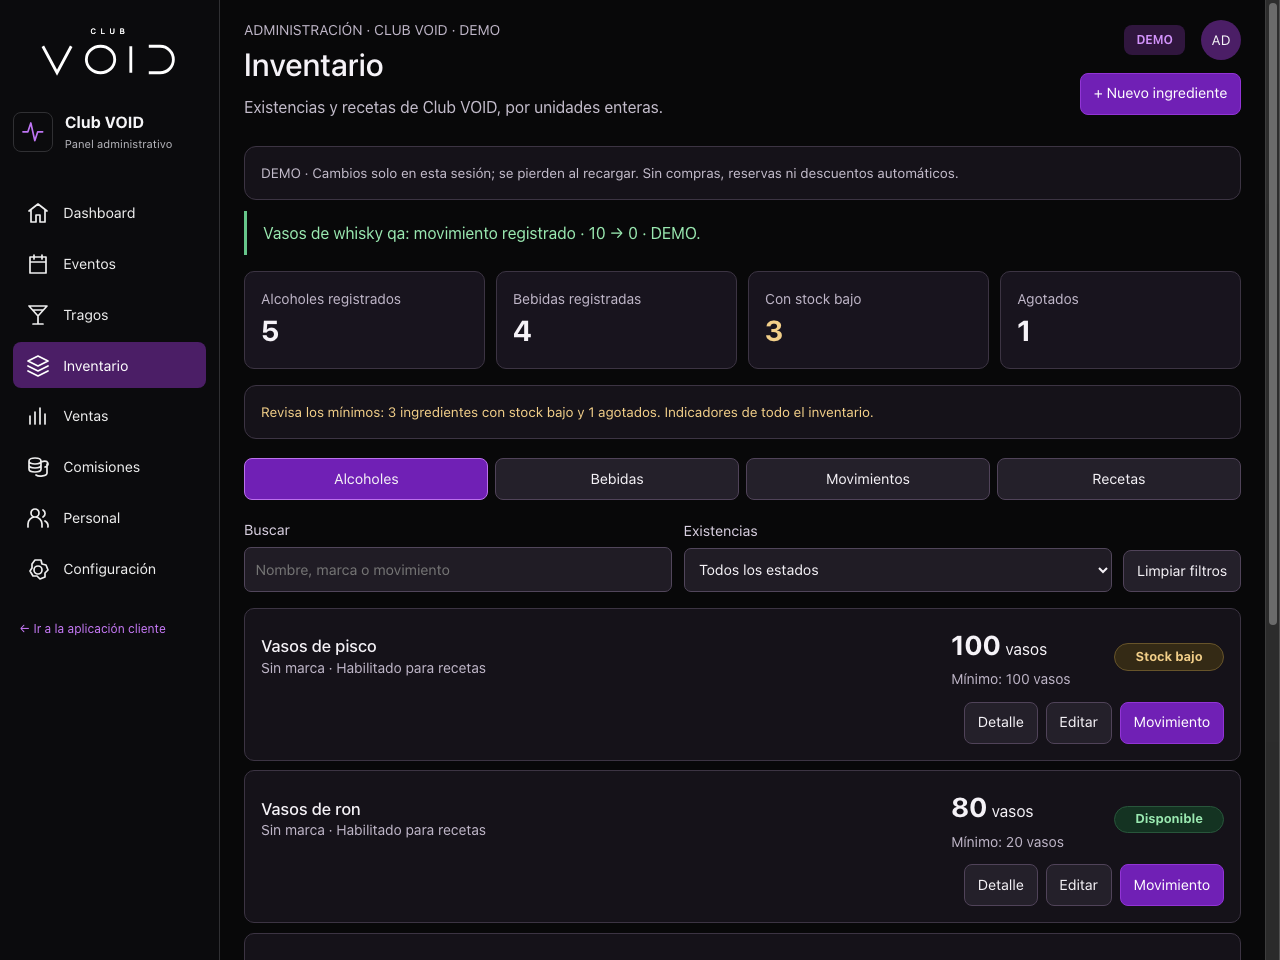 CLUB
VOID
Club VOID
Panel administrativo
Dashboard
Eventos
Tragos
Inventario
Ventas
Comisiones
Personal
Configuración
← Ir a la aplicación cliente
ADMINISTRACIÓN · CLUB VOID · DEMO
Inventario
Existencias y recetas de Club VOID, por unidades enteras.
DEMO
AD
+ Nuevo ingrediente
DEMO · Cambios solo en esta sesión; se pierden al recargar. Sin compras, reservas ni descuentos automáticos.
Vasos de whisky qa: movimiento registrado · 10 → 0 · DEMO.
Alcoholes registrados
5
Bebidas registradas
4
Con stock bajo
3
Agotados
1
Revisa los mínimos: 3 ingredientes con stock bajo y 1 agotados. Indicadores de todo el inventario.
Alcoholes
Bebidas
Movimientos
Recetas
Buscar
Nombre, marca o movimiento
Existencias
Todos los estados
Limpiar filtros
Vasos de pisco
Sin marca · Habilitado para recetas
100 vasos
Mínimo: 100 vasos
Stock bajo
Detalle
Editar
Movimiento
Vasos de ron
Sin marca · Habilitado para recetas
80 vasos
Mínimo: 20 vasos
Disponible
Detalle
Editar
Movimiento